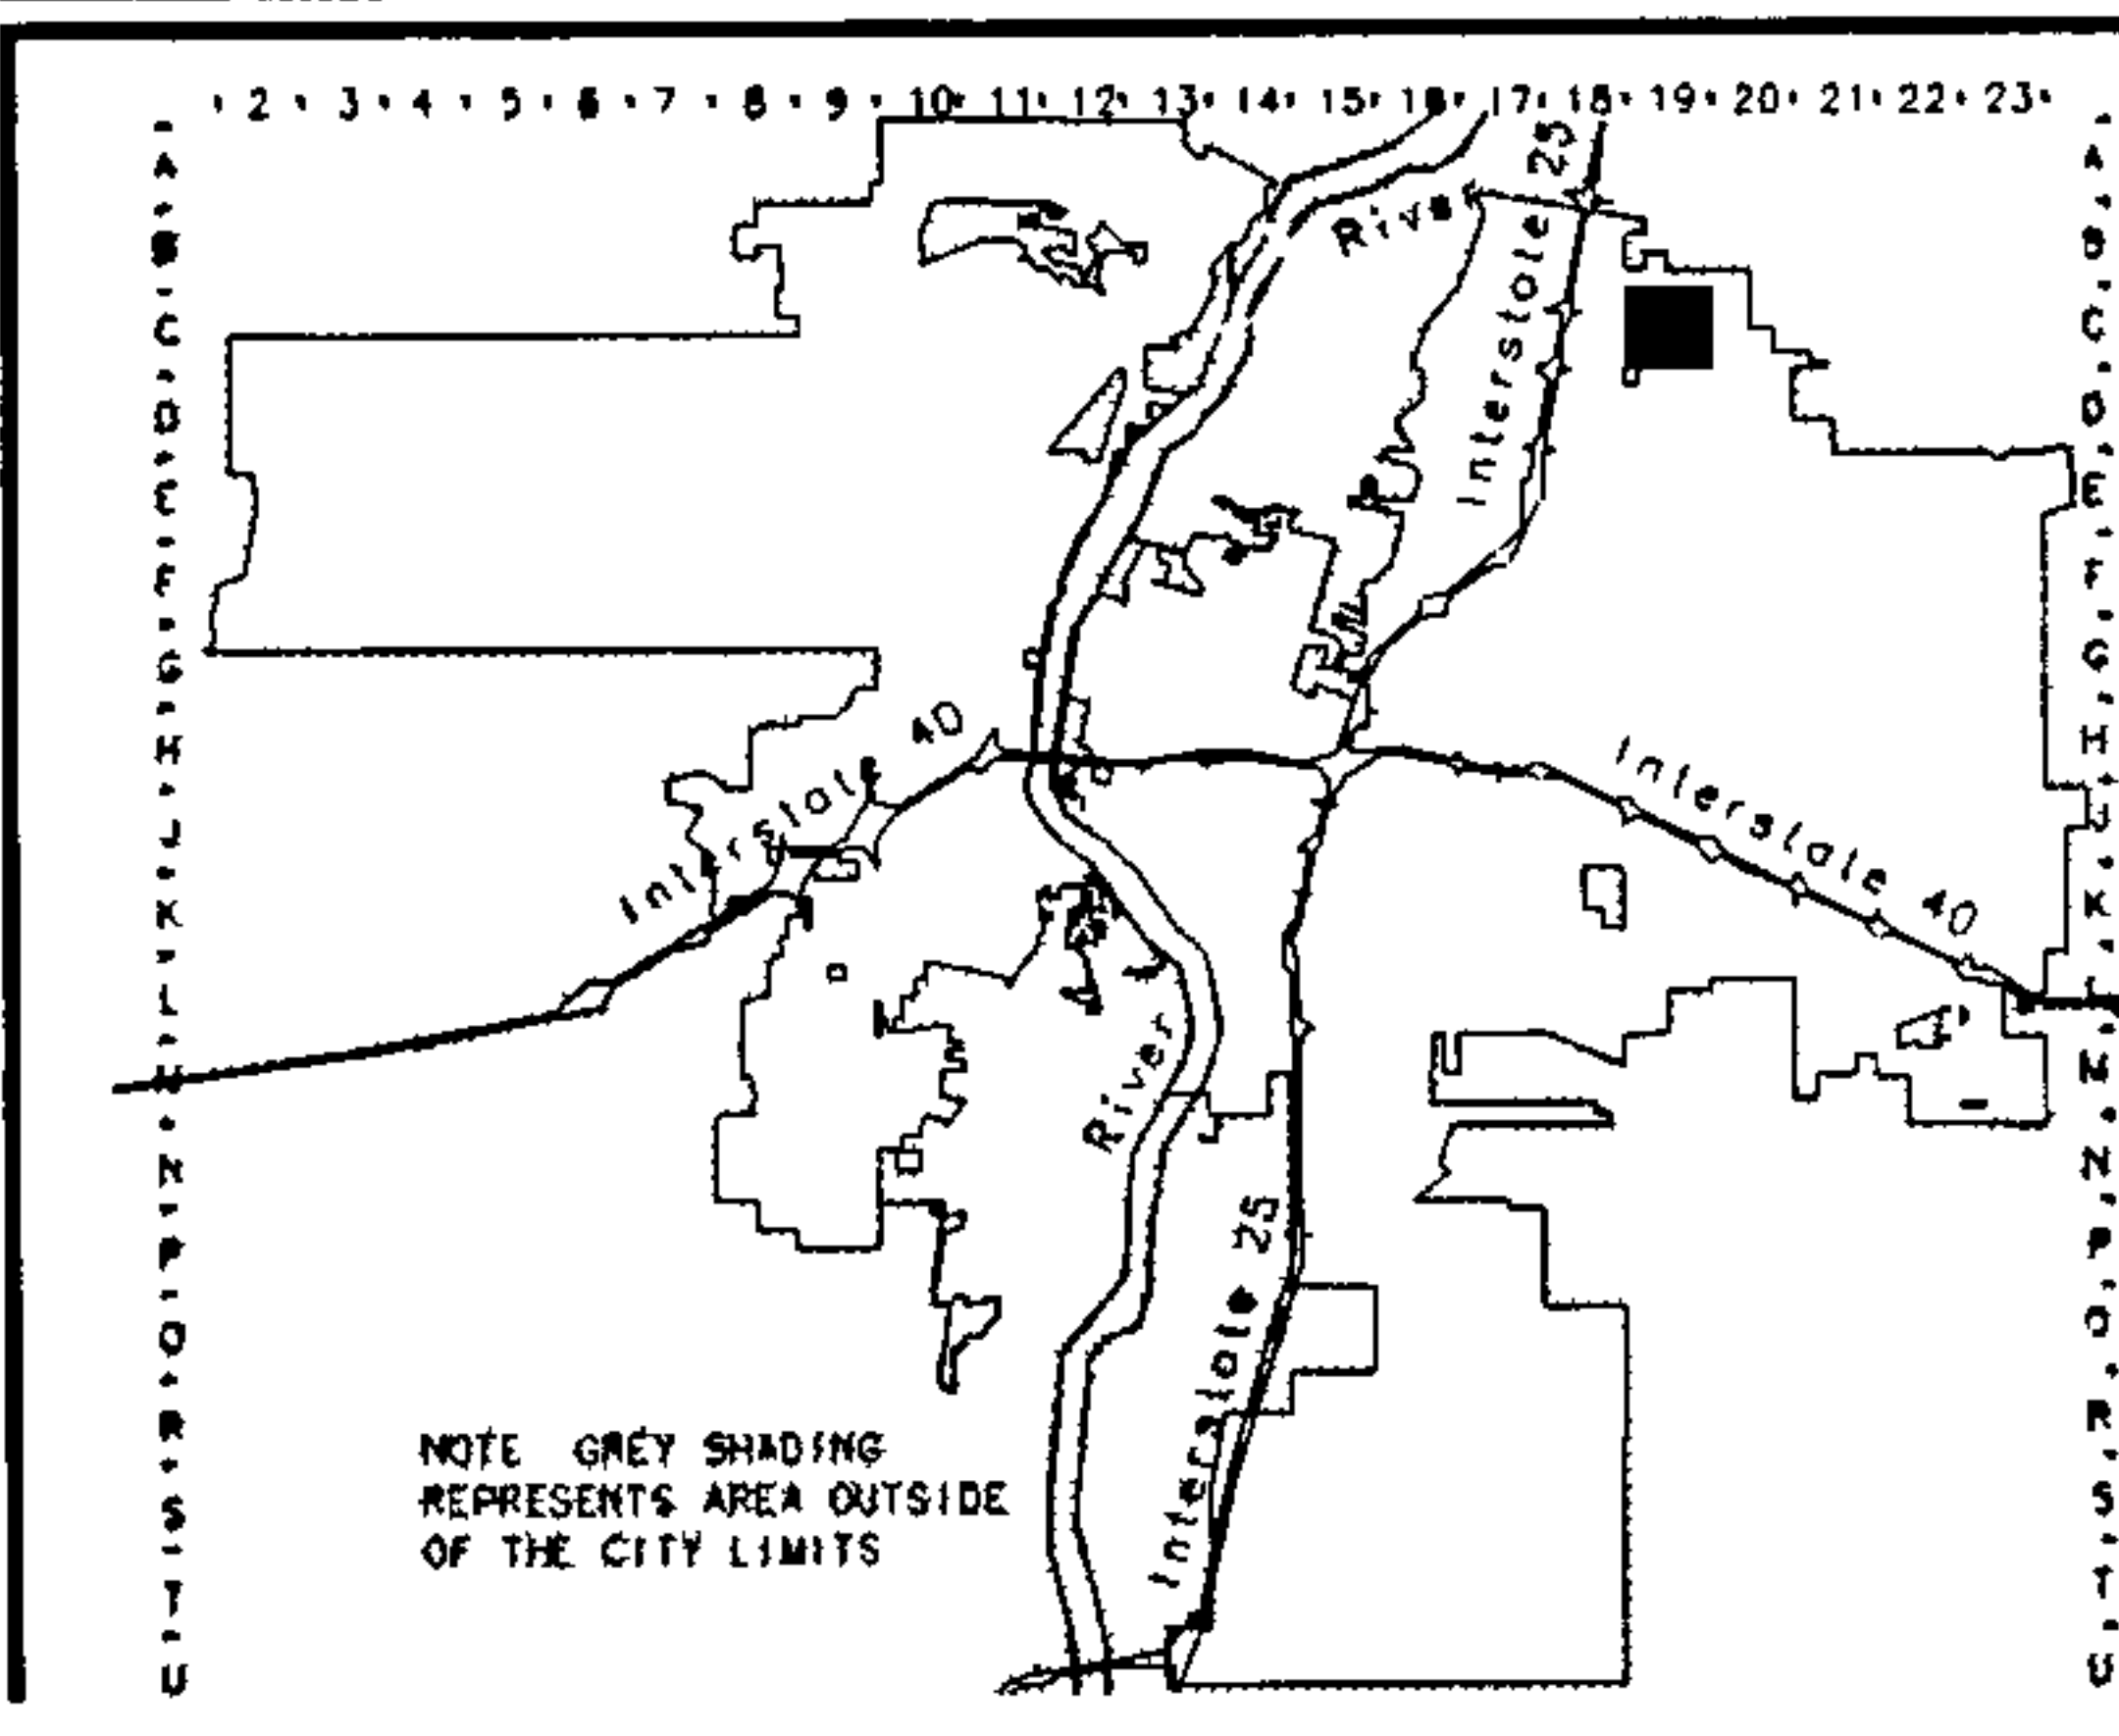 2 3 4 5 6 7 8 9 10 11 12 13 14 15 16 17 18 19 20 21 22 23
A A
B B
C C
D D
E E
F F
G G
H H
J J
K K
L L
M M
N N
P P
Q Q
R R
S S
T T
U U
River
Interstate 25
Interstate 40
Interstate 40
River
Interstate 25
NOTE GREY SHADING
REPRESENTS AREA OUTSIDE
OF THE CITY LIMITS